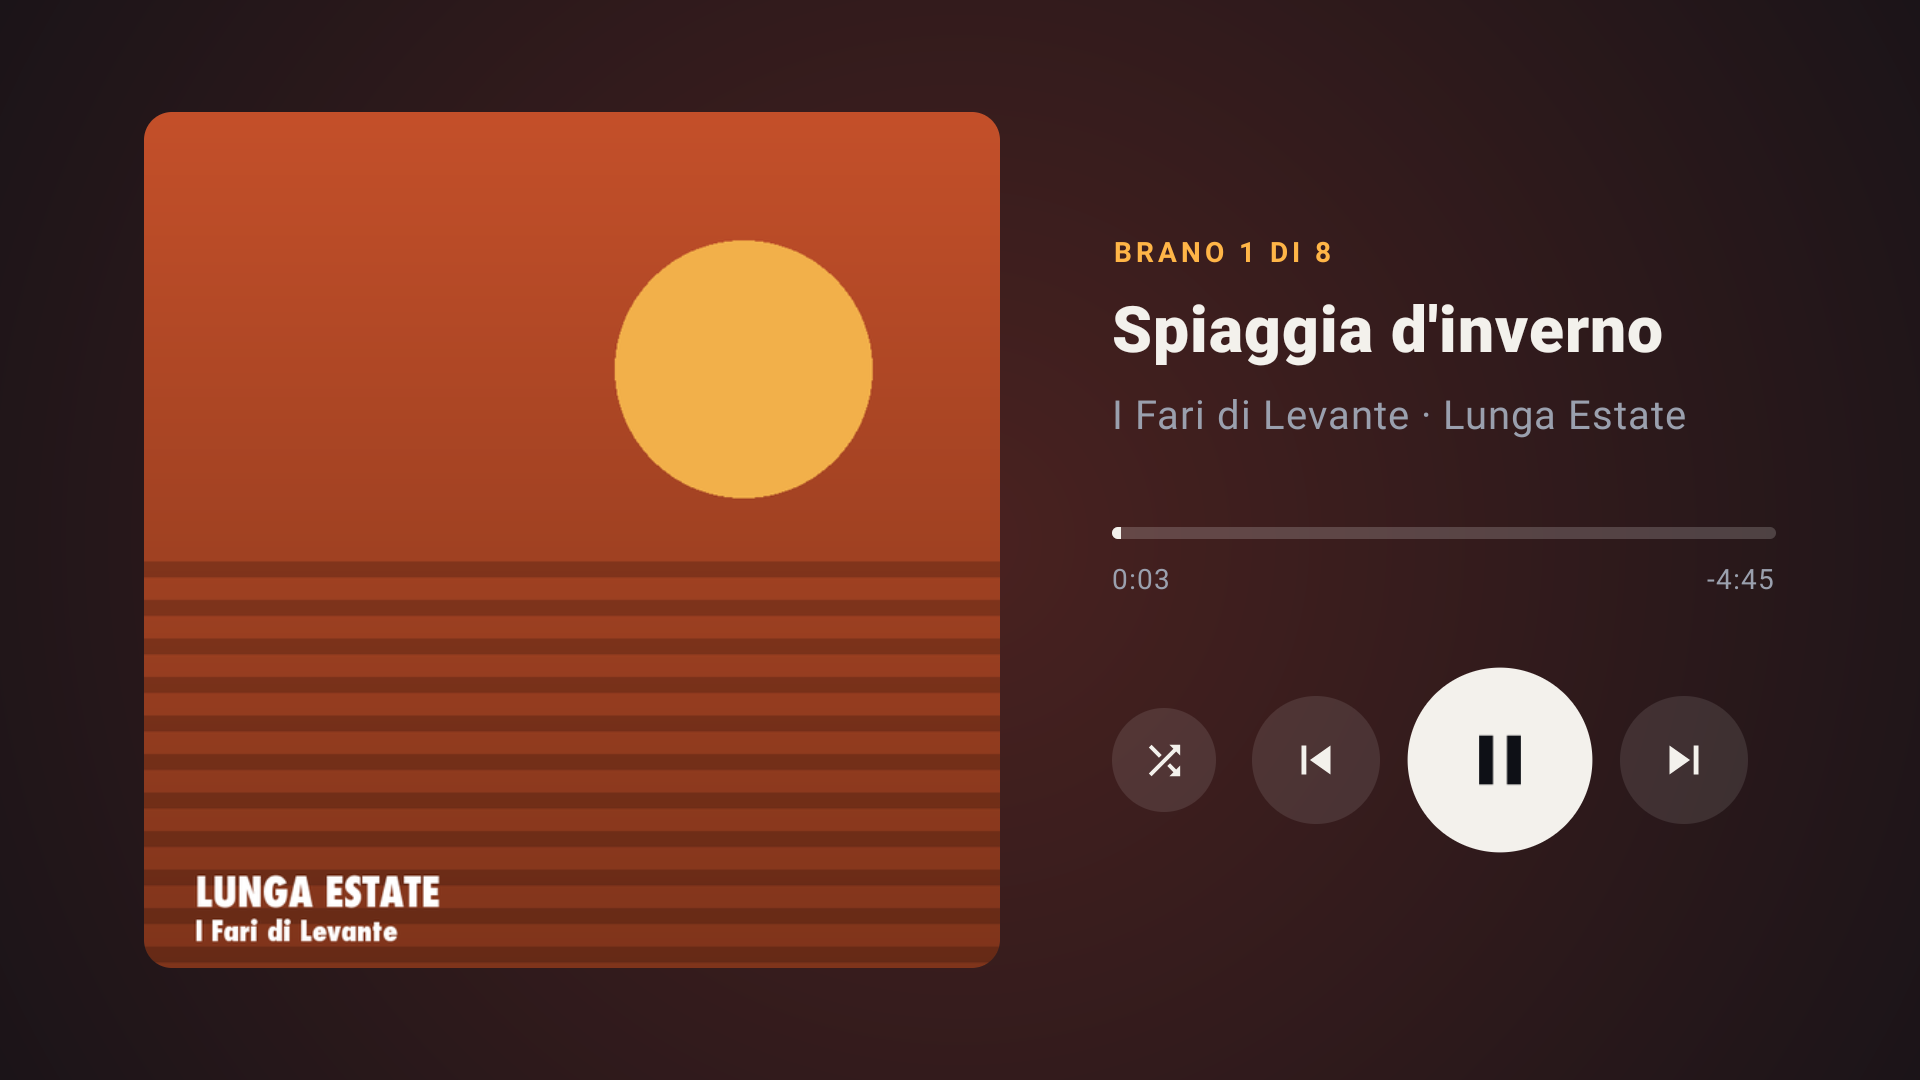 LUNGA ESTATE
I Fari di Levante
BRANO 1 DI 8
Spiaggia d'inverno
I Fari di Levante · Lunga Estate
0:03
-4:45